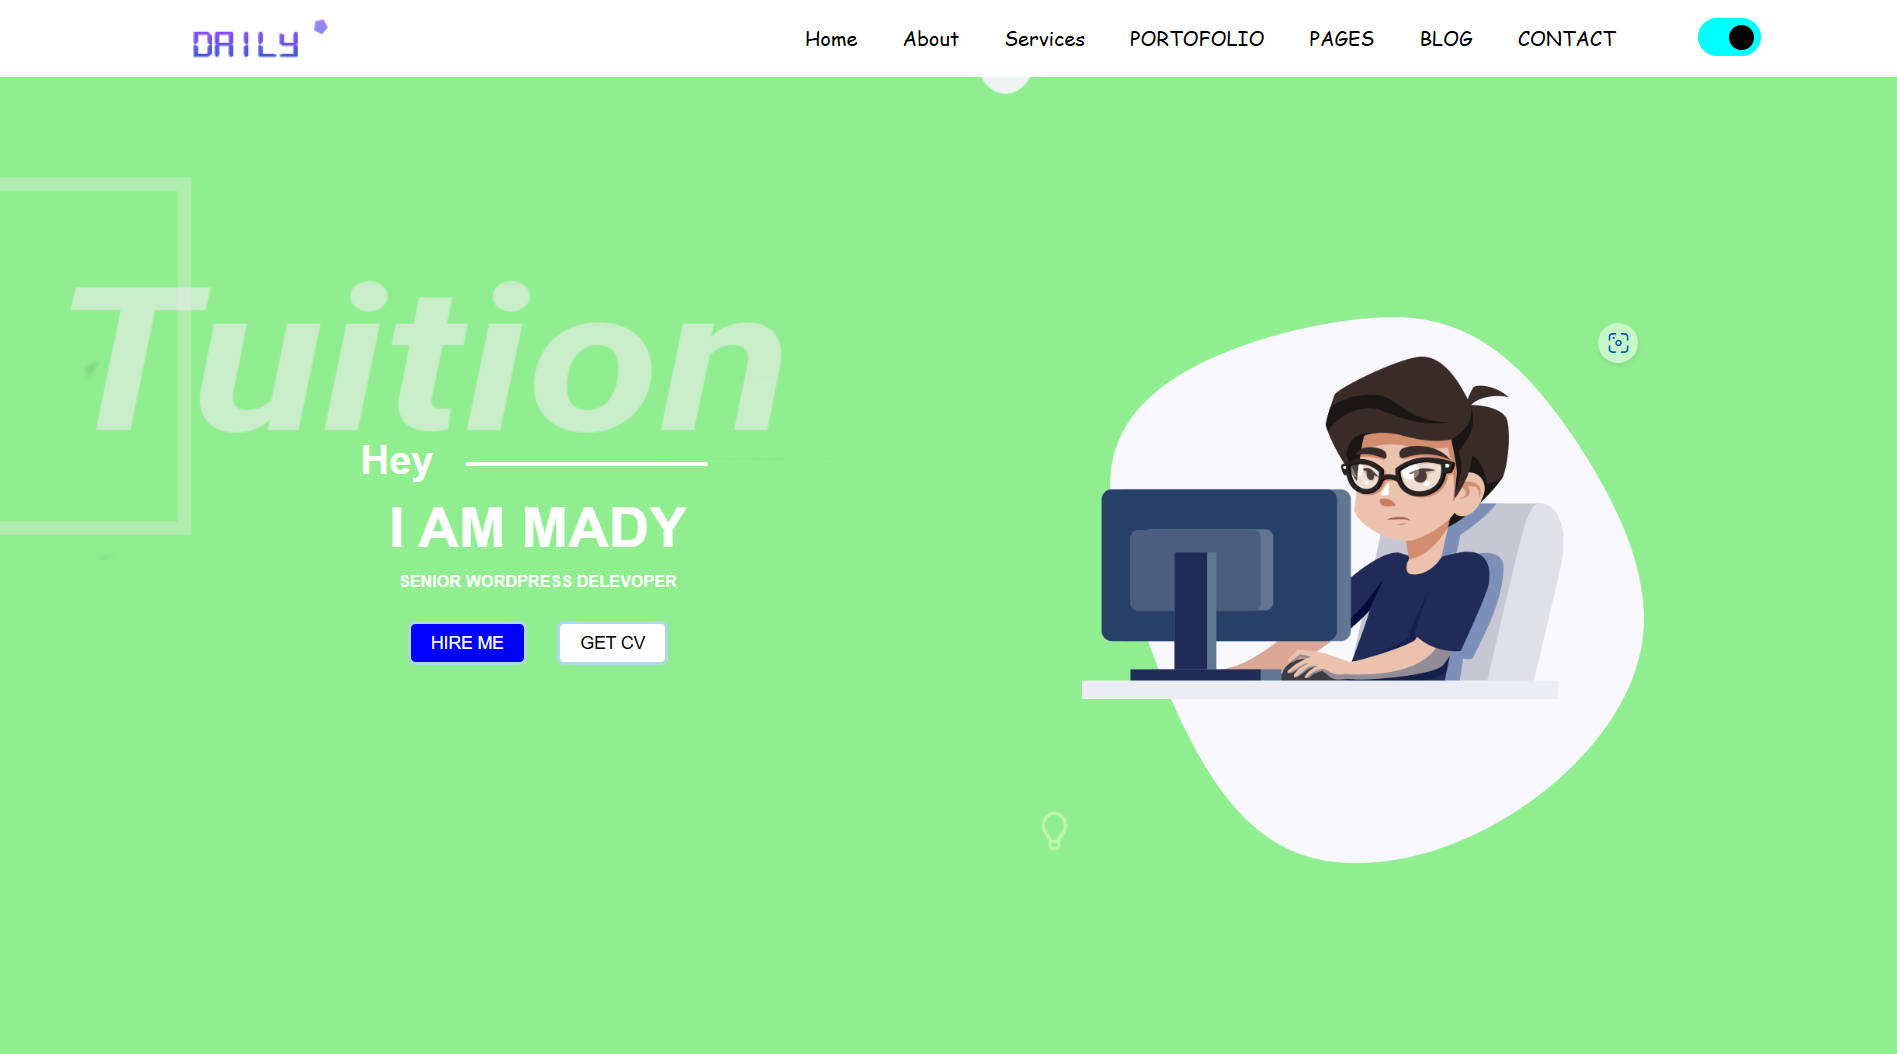 DAILY
Home About Services PORTOFOLIO PAGES BLOG CONTACT
Tuition
Hey
I AM MADY
SENIOR WORDPRESS DELEVOPER
HIRE ME GET CV